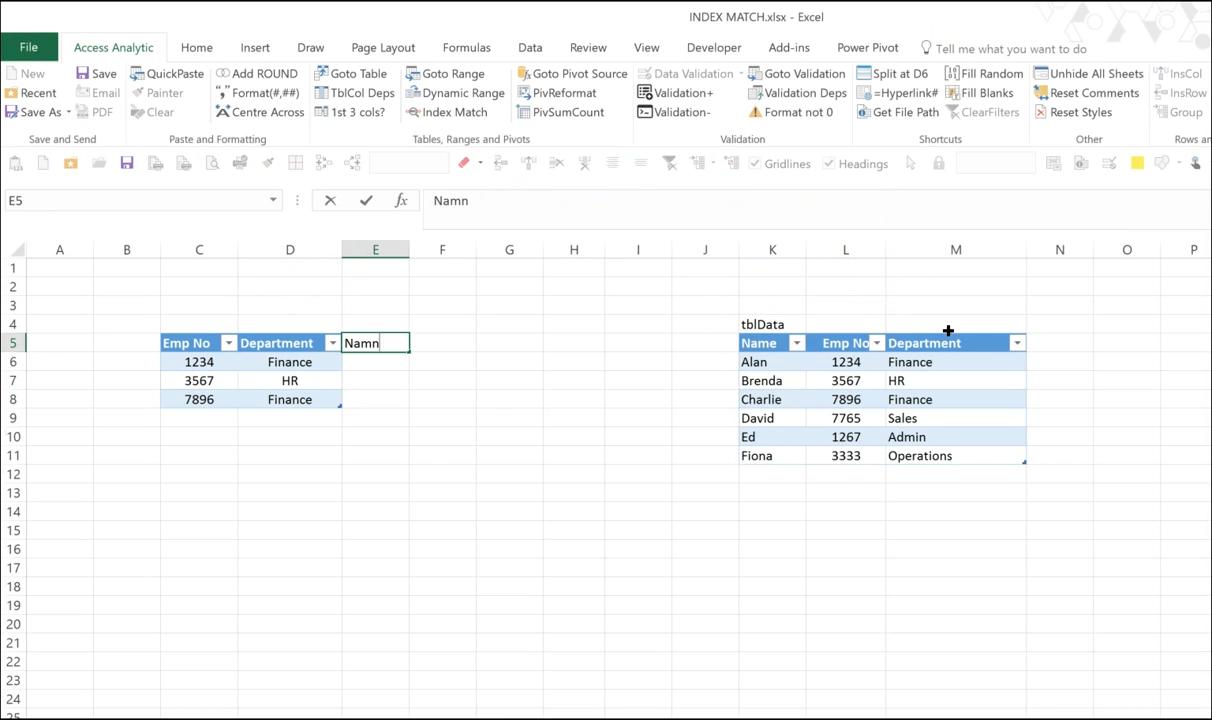 INDEX MATCH.xlsx - Excel
File Access Analytic Home Insert Draw Page Layout Formulas Data Review View Developer Add-ins Power Pivot Tell me what you want to do
New Save QuickPaste Add ROUND Goto Table Goto Range Goto Pivot Source Data Validation Goto Validation Split at D6 Fill Random Unhide All Sheets InsCol
Recent Email Painter Format(#,##) TblCol Deps Dynamic Range PivReformat Validation+ Validation Deps =Hyperlink# Fill Blanks Reset Comments InsRow
Save As PDF Clear Centre Across 1st 3 cols? Index Match PivSumCount Validation- Format not 0 Get File Path ClearFilters Reset Styles Group
Save and Send Paste and Formatting Tables, Ranges and Pivots Validation Shortcuts Other Rows an
Gridlines Headings
E5 fx Namn
A B C D E F G H I J K L M N O P
1
2
3
4 tblData
5 Emp No Department Namn Name Emp No Department
6 1234 Finance Alan 1234 Finance
7 3567 HR Brenda 3567 HR
8 7896 Finance Charlie 7896 Finance
9 David 7765 Sales
10 Ed 1267 Admin
11 Fiona 3333 Operations
12
13
14
15
16
17
18
19
20
21
22
23
24
25